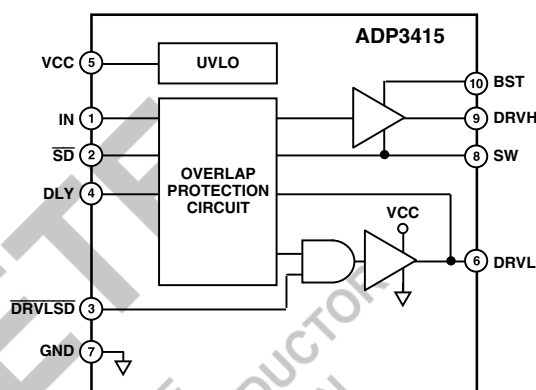 ADP3415
VCC 5
UVLO
10 BST
IN 1
9 DRVH
SD 2
8 SW
DLY 4
OVERLAP
PROTECTION
CIRCUIT
VCC
6 DRVL
DRVLSD 3
GND 7